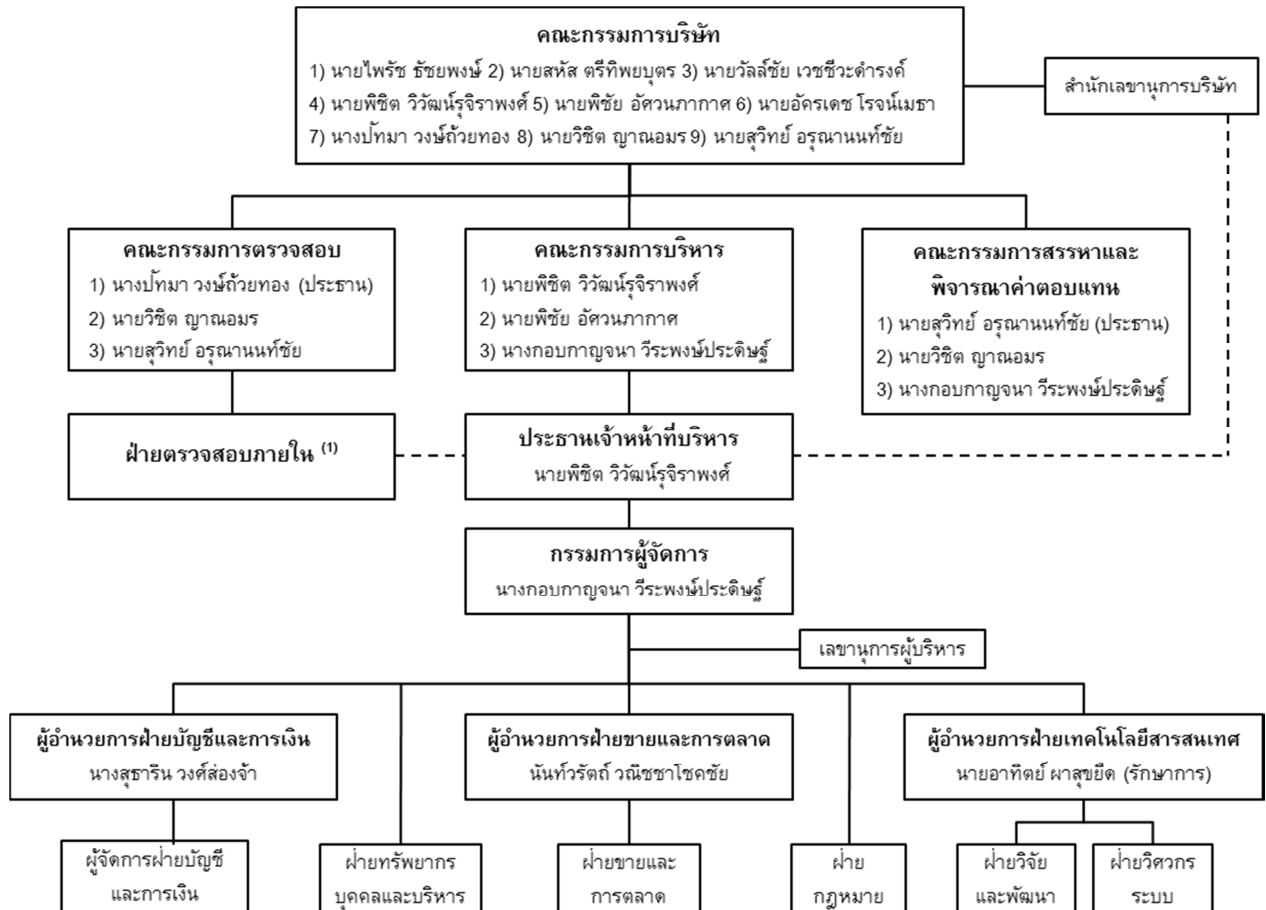 คณะกรรมการบริษัท
1) นายไพรัช ธัชยพงษ์ 2) นายสหัส ตรีทิพยบุตร 3) นายวัลล์ชัย เวชชีวะดำรงค์
4) นายพิชิต วิวัฒน์รุจิราพงศ์ 5) นายพิชัย อัศวนภากาศ 6) นายอัครเดช โรจน์เมธา
7) นางปัทมา วงษ์ถ้วยทอง 8) นายวิชิต ญาณอมร 9) นายสุวิทย์ อรุณานนท์ชัย
สำนักเลขานุการบริษัท
คณะกรรมการตรวจสอบ
1) นางปัทมา วงษ์ถ้วยทอง (ประธาน)
2) นายวิชิต ญาณอมร
3) นายสุวิทย์ อรุณานนท์ชัย
คณะกรรมการบริหาร
1) นายพิชิต วิวัฒน์รุจิราพงศ์
2) นายพิชัย อัศวนภากาศ
3) นางกอบกาญจนา วีระพงษ์ประดิษฐ์
คณะกรรมการสรรหาและ
พิจารณาค่าตอบแทน
1) นายสุวิทย์ อรุณานนท์ชัย (ประธาน)
2) นายวิชิต ญาณอมร
3) นางกอบกาญจนา วีระพงษ์ประดิษฐ์
ฝ่ายตรวจสอบภายใน (1)
ประธานเจ้าหน้าที่บริหาร
นายพิชิต วิวัฒน์รุจิราพงศ์
กรรมการผู้จัดการ
นางกอบกาญจนา วีระพงษ์ประดิษฐ์
เลขานุการผู้บริหาร
ผู้อำนวยการฝ่ายบัญชีและการเงิน
นางสุธาริน วงศ์ส่องจ้า
ผู้อำนวยการฝ่ายขายและการตลาด
นันท์วรัตถ์ วณิชชาโชคชัย
ผู้อำนวยการฝ่ายเทคโนโลยีสารสนเทศ
นายอาทิตย์ ผาสุขยืด (รักษาการ)
ผู้จัดการฝ่ายบัญชี
และการเงิน
ฝ่ายทรัพยากร
บุคคลและบริหาร
ฝ่ายขายและ
การตลาด
ฝ่าย
กฎหมาย
ฝ่ายวิจัย
และพัฒนา
ฝ่ายวิศวกร
ระบบ